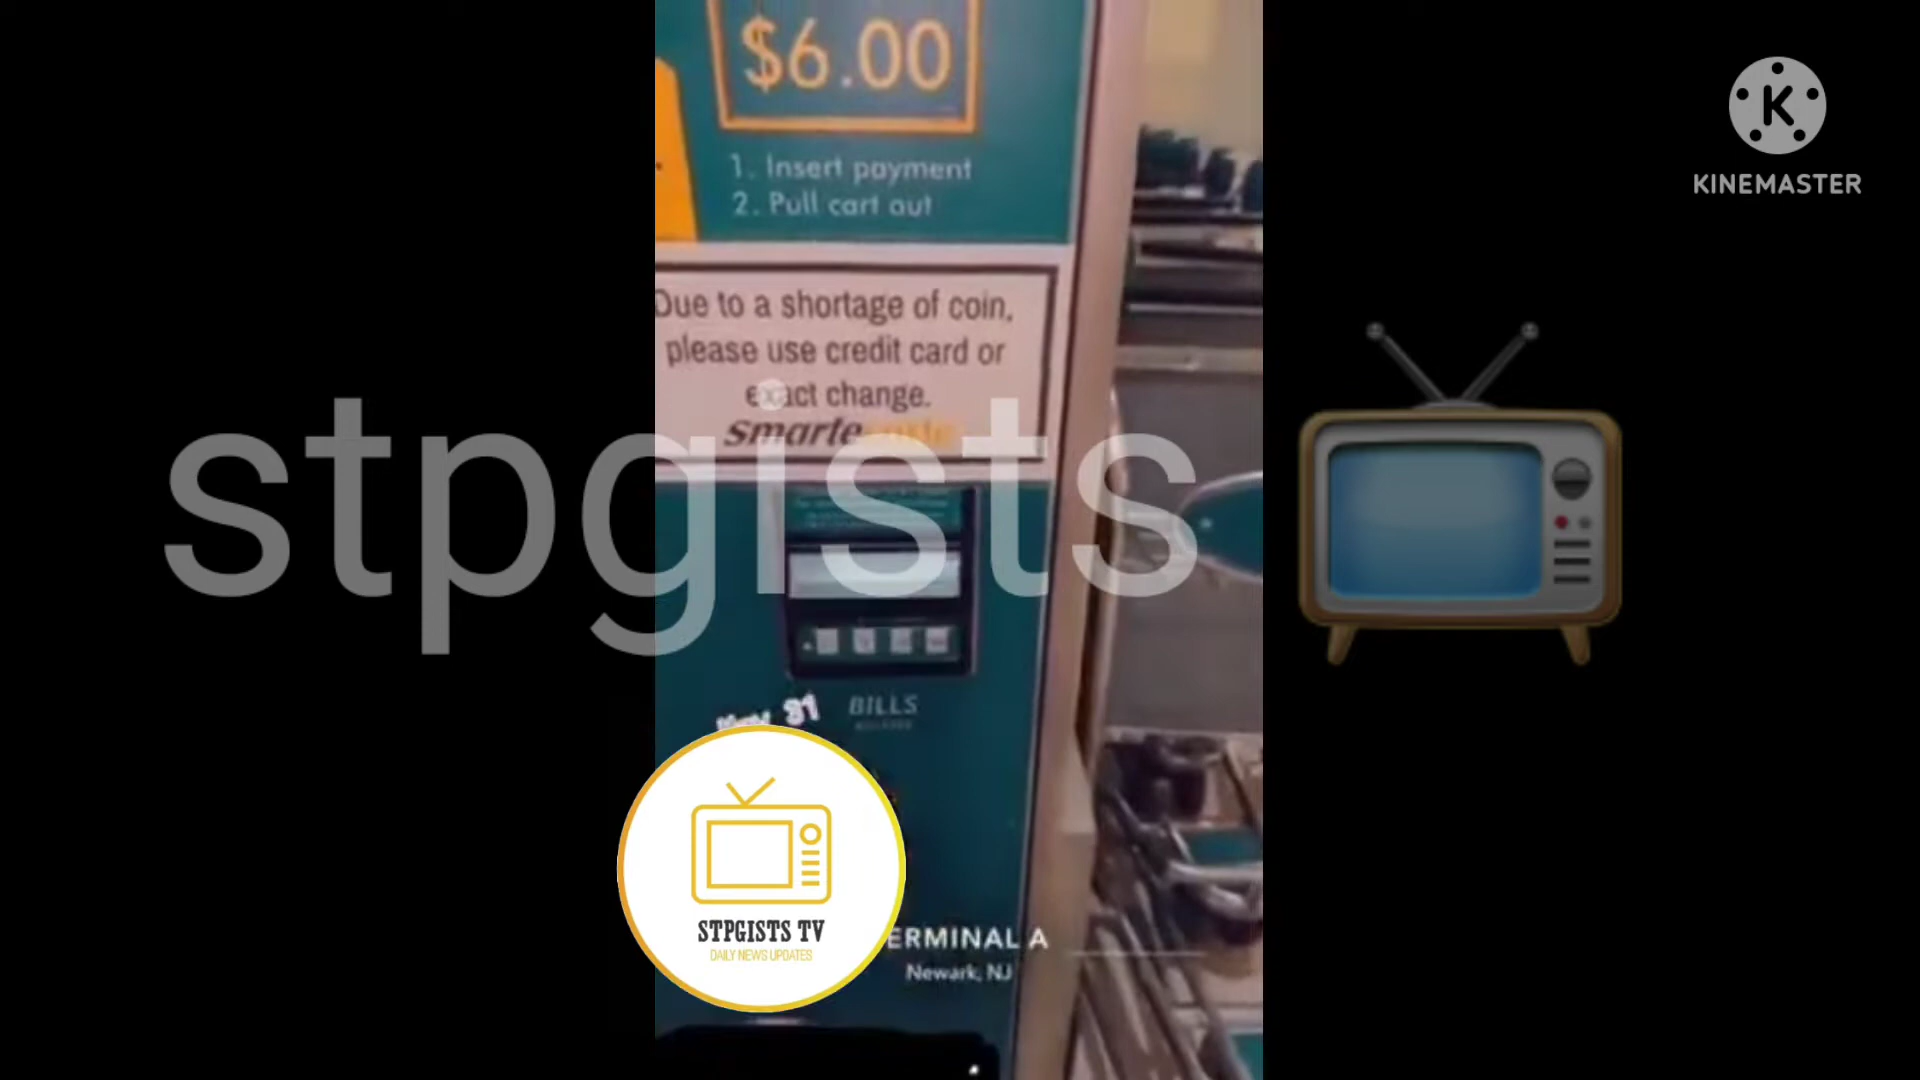 $6.00
K
KINEMASTER
1. Insert payment
2. Pull cart out
Due to a shortage of coin,
please use credit card or
exact change.
smarte
stpgists
31
BILLS
STPGISTS TV
DAILY NEWS UPDATES
ERMINAL A
Newark, NJ